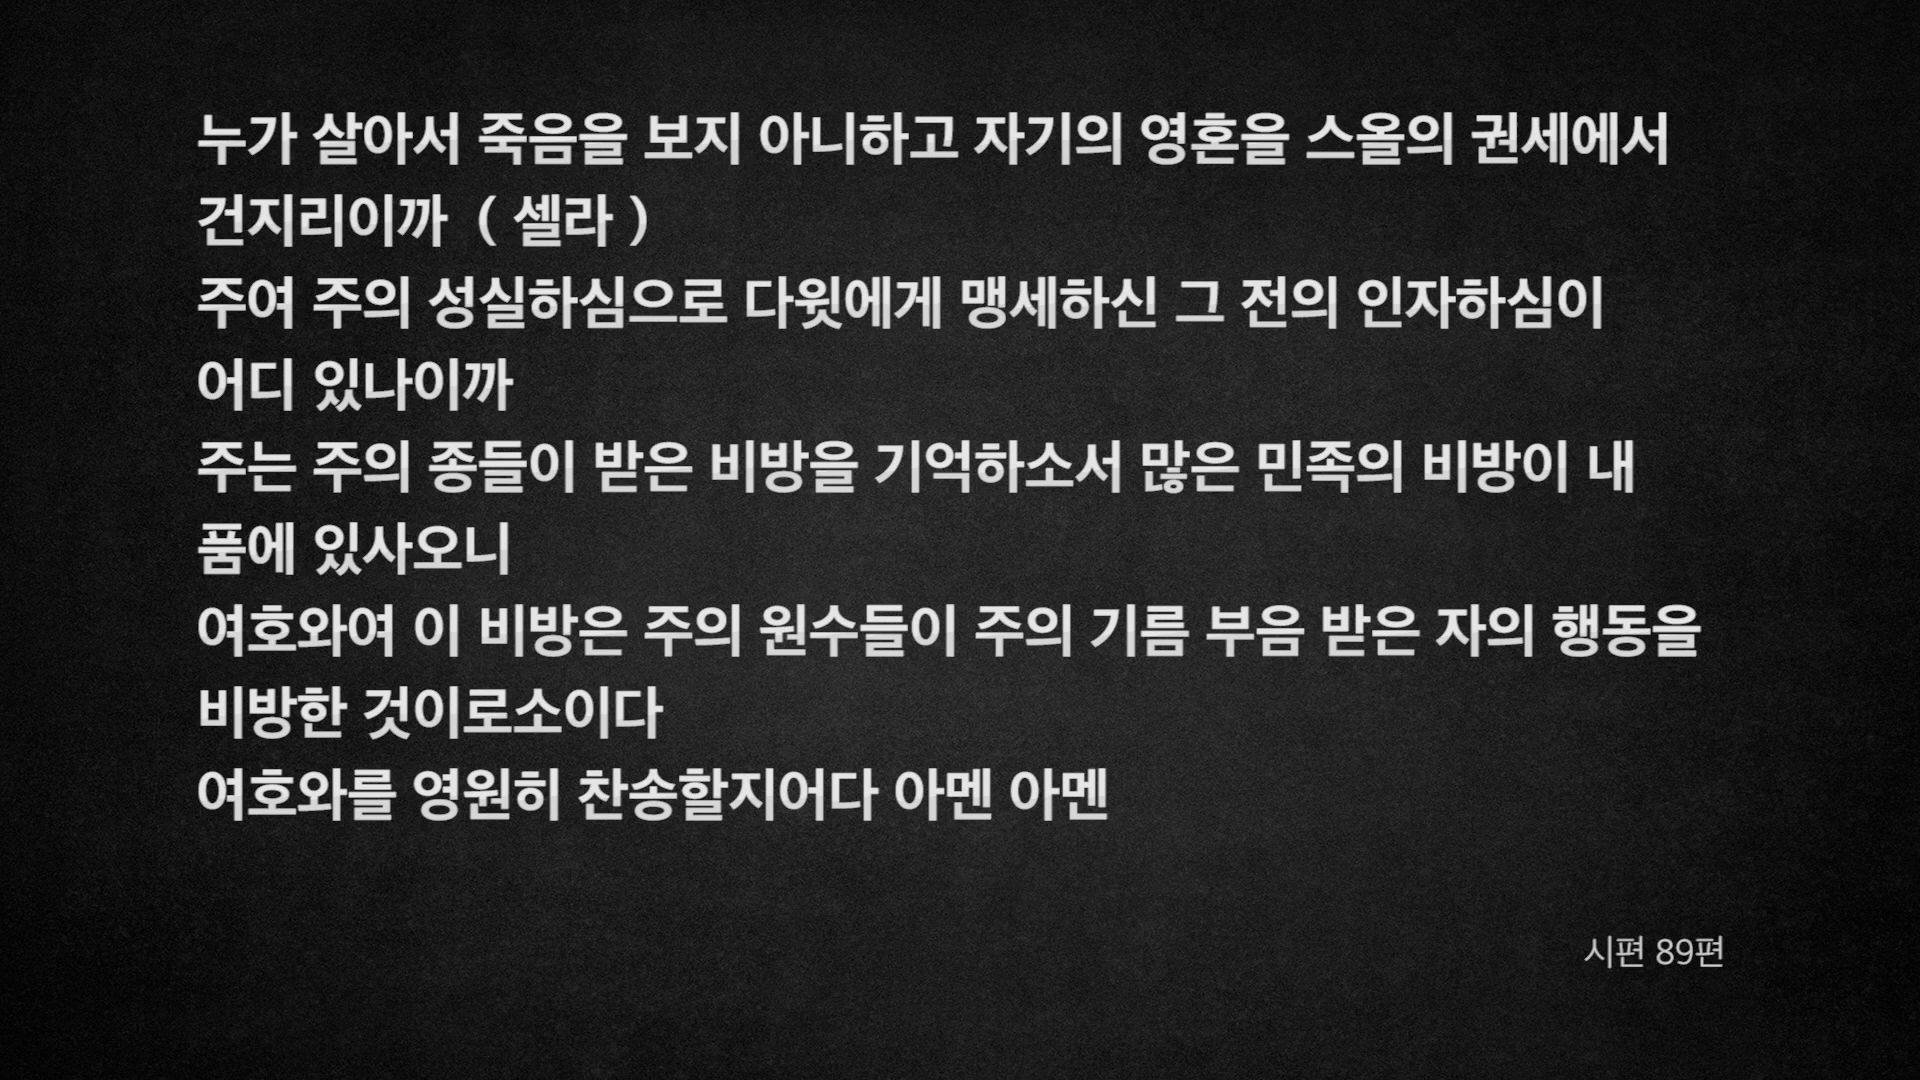 누가 살아서 죽음을 보지 아니하고 자기의 영혼을 스올의 권세에서
건지리이까 ( 셀라 )
주여 주의 성실하심으로 다윗에게 맹세하신 그 전의 인자하심이
어디 있나이까
주는 주의 종들이 받은 비방을 기억하소서 많은 민족의 비방이 내
품에 있사오니
여호와여 이 비방은 주의 원수들이 주의 기름 부음 받은 자의 행동을
비방한 것이로소이다
여호와를 영원히 찬송할지어다 아멘 아멘
시편 89편